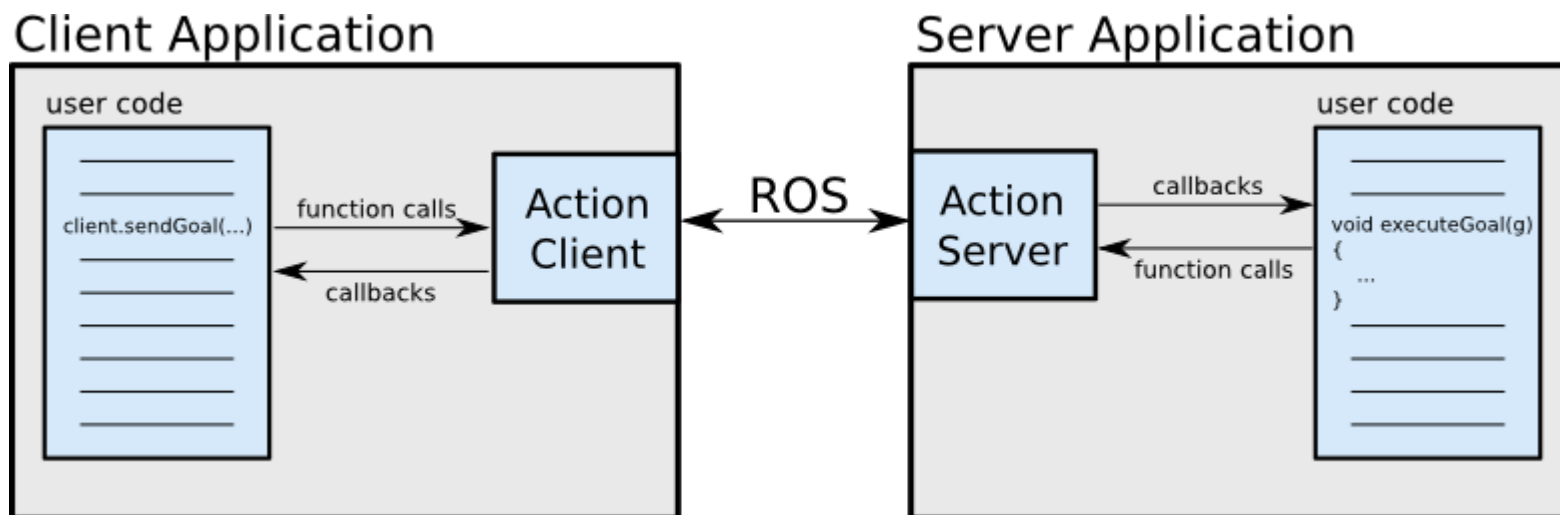 Client Application
user code
client.sendGoal(...)
function calls
callbacks
Action
Client
ROS
Server Application
Action
Server
callbacks
function calls
user code
void executeGoal(g)
{
...
}